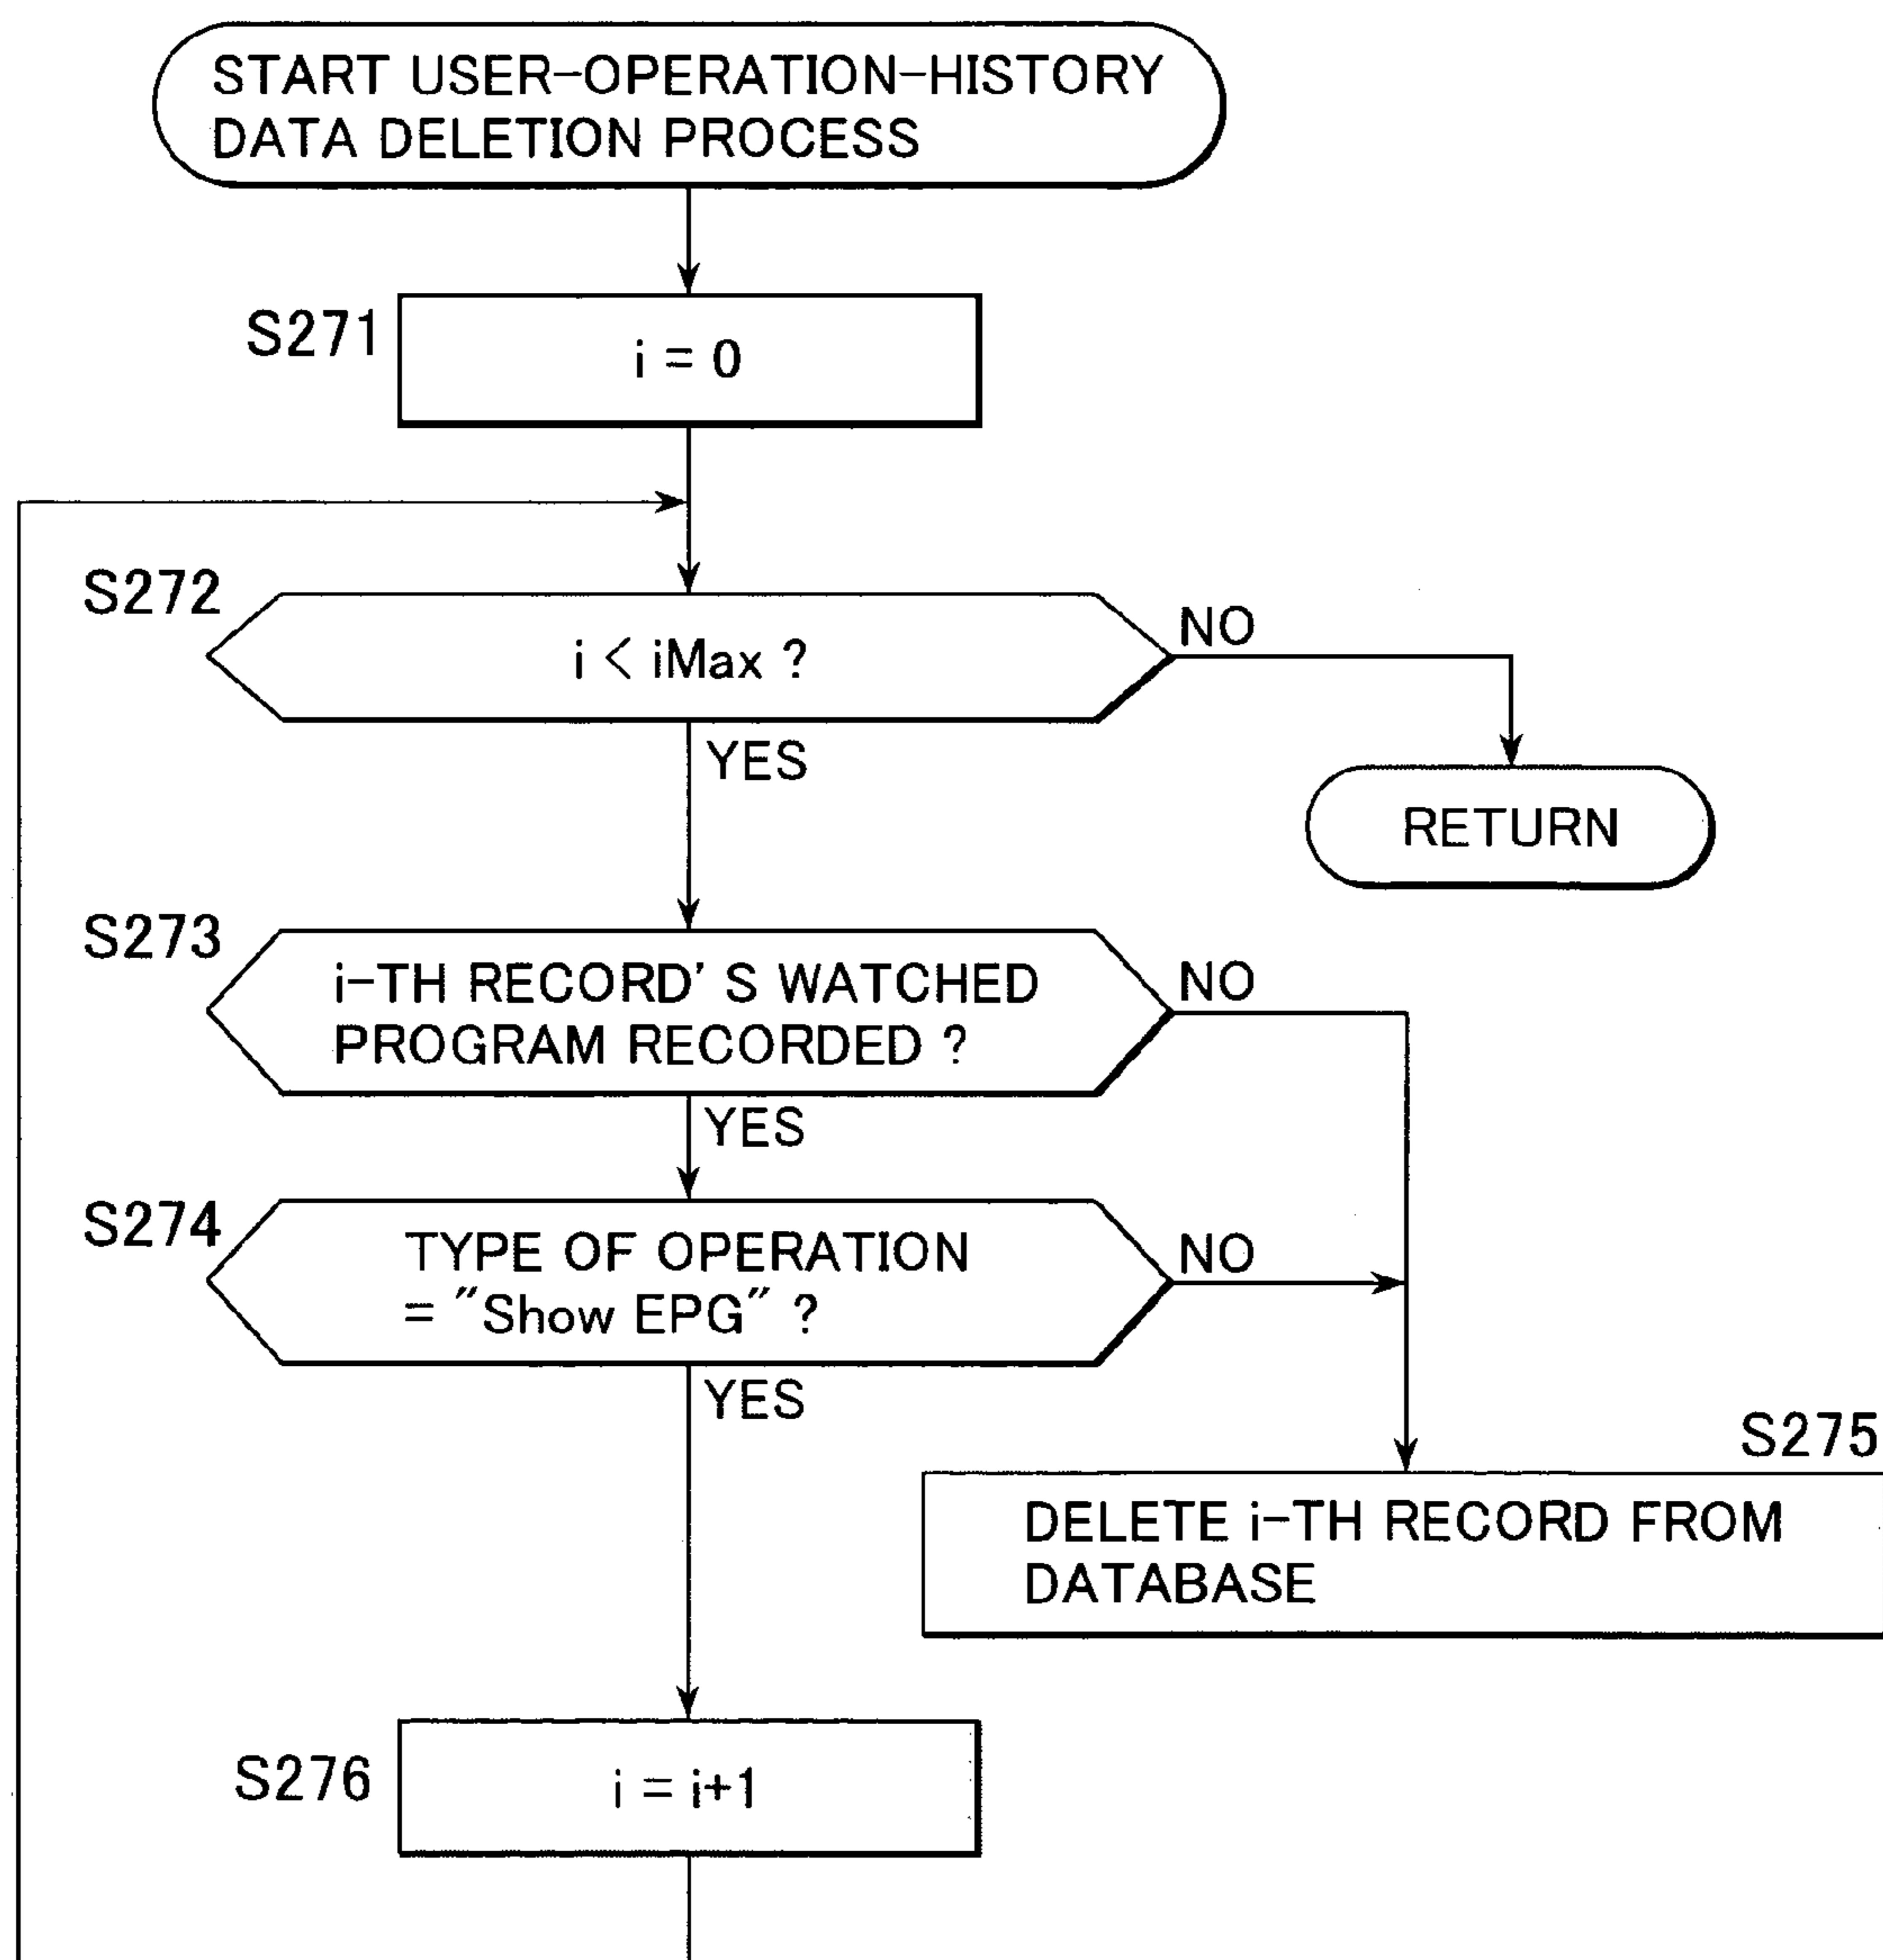 START USER-OPERATION-HISTORY
DATA DELETION PROCESS
S271
i = 0
S272
i < iMax ?
NO
YES
RETURN
S273
i-TH RECORD' S WATCHED
PROGRAM RECORDED ?
NO
YES
S274
TYPE OF OPERATION
= "Show EPG" ?
NO
YES
S275
DELETE i-TH RECORD FROM
DATABASE
S276
i = i+1